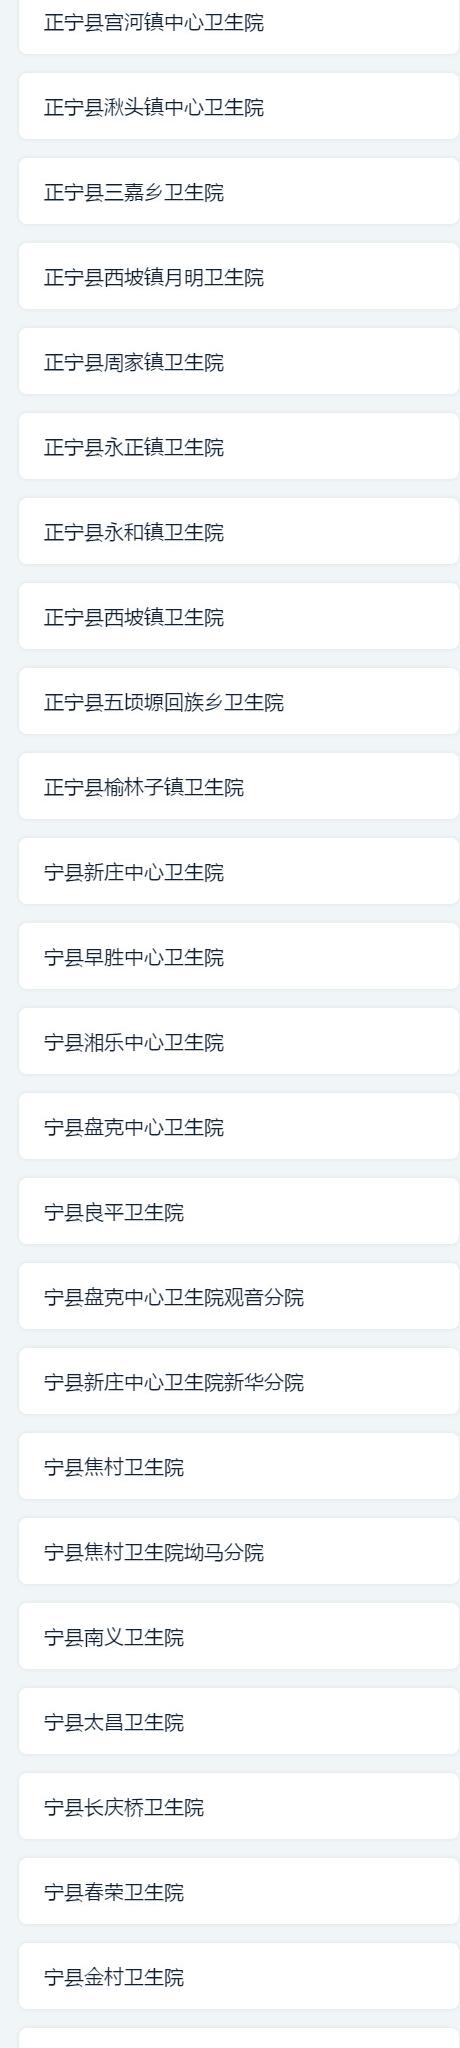 正宁县宫河镇中心卫生院
正宁县湫头镇中心卫生院
正宁县三嘉乡卫生院
正宁县西坡镇月明卫生院
正宁县周家镇卫生院
正宁县永正镇卫生院
正宁县永和镇卫生院
正宁县西坡镇卫生院
正宁县五顷塬回族乡卫生院
正宁县榆林子镇卫生院
宁县新庄中心卫生院
宁县早胜中心卫生院
宁县湘乐中心卫生院
宁县盘克中心卫生院
宁县良平卫生院
宁县盘克中心卫生院观音分院
宁县新庄中心卫生院新华分院
宁县焦村卫生院
宁县焦村卫生院坳马分院
宁县南义卫生院
宁县太昌卫生院
宁县长庆桥卫生院
宁县春荣卫生院
宁县金村卫生院